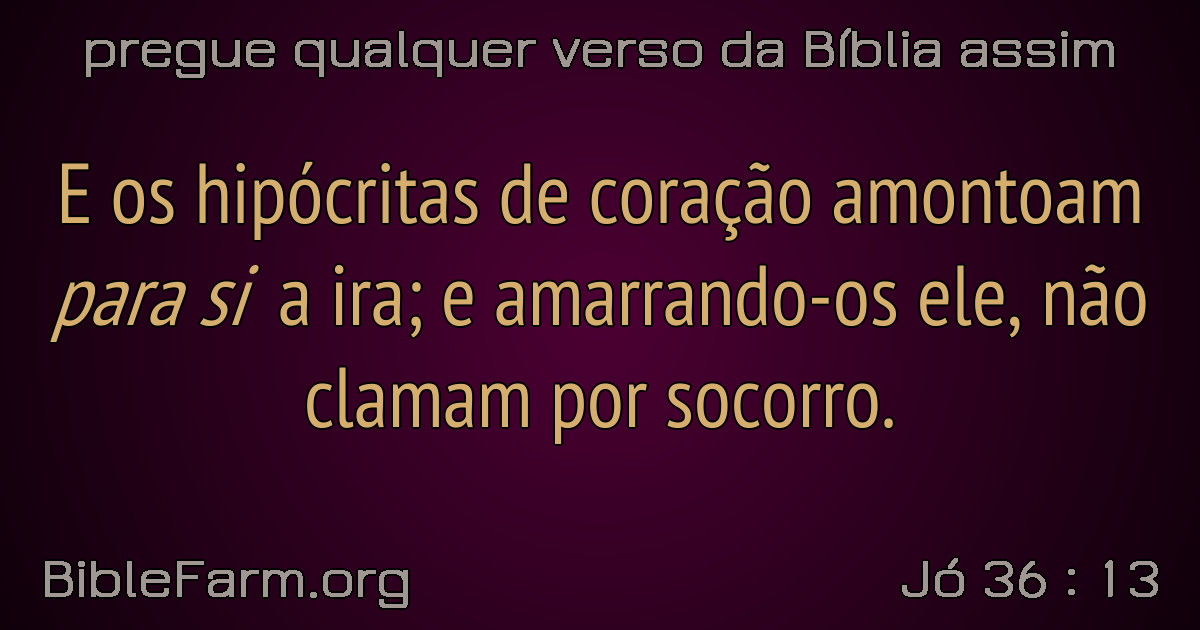 pregue qualquer verso da Bíblia assim
E os hipócritas de coração amontoam
para si a ira; e amarrando-os ele, não
clamam por socorro.
BibleFarm.org
Jó 36 : 13